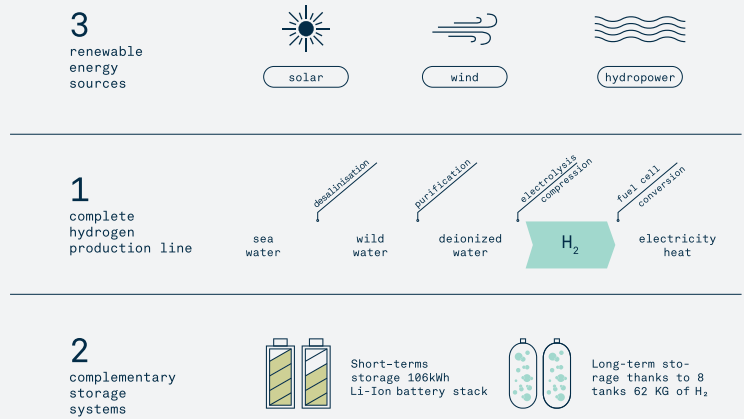 3
renewable
energy
sources
solar
wind
hydropower
1
complete
hydrogen
production line
desalinisation
purification
electrolysis
compression
fuel cell
conversion
sea
water
wild
water
deionized
water
H₂
electricity
heat
2
complementary
storage
systems
Short-terms
storage 106kWh
Li-Ion battery stack
Long-term sto-
rage thanks to 8
tanks 62 KG of H₂